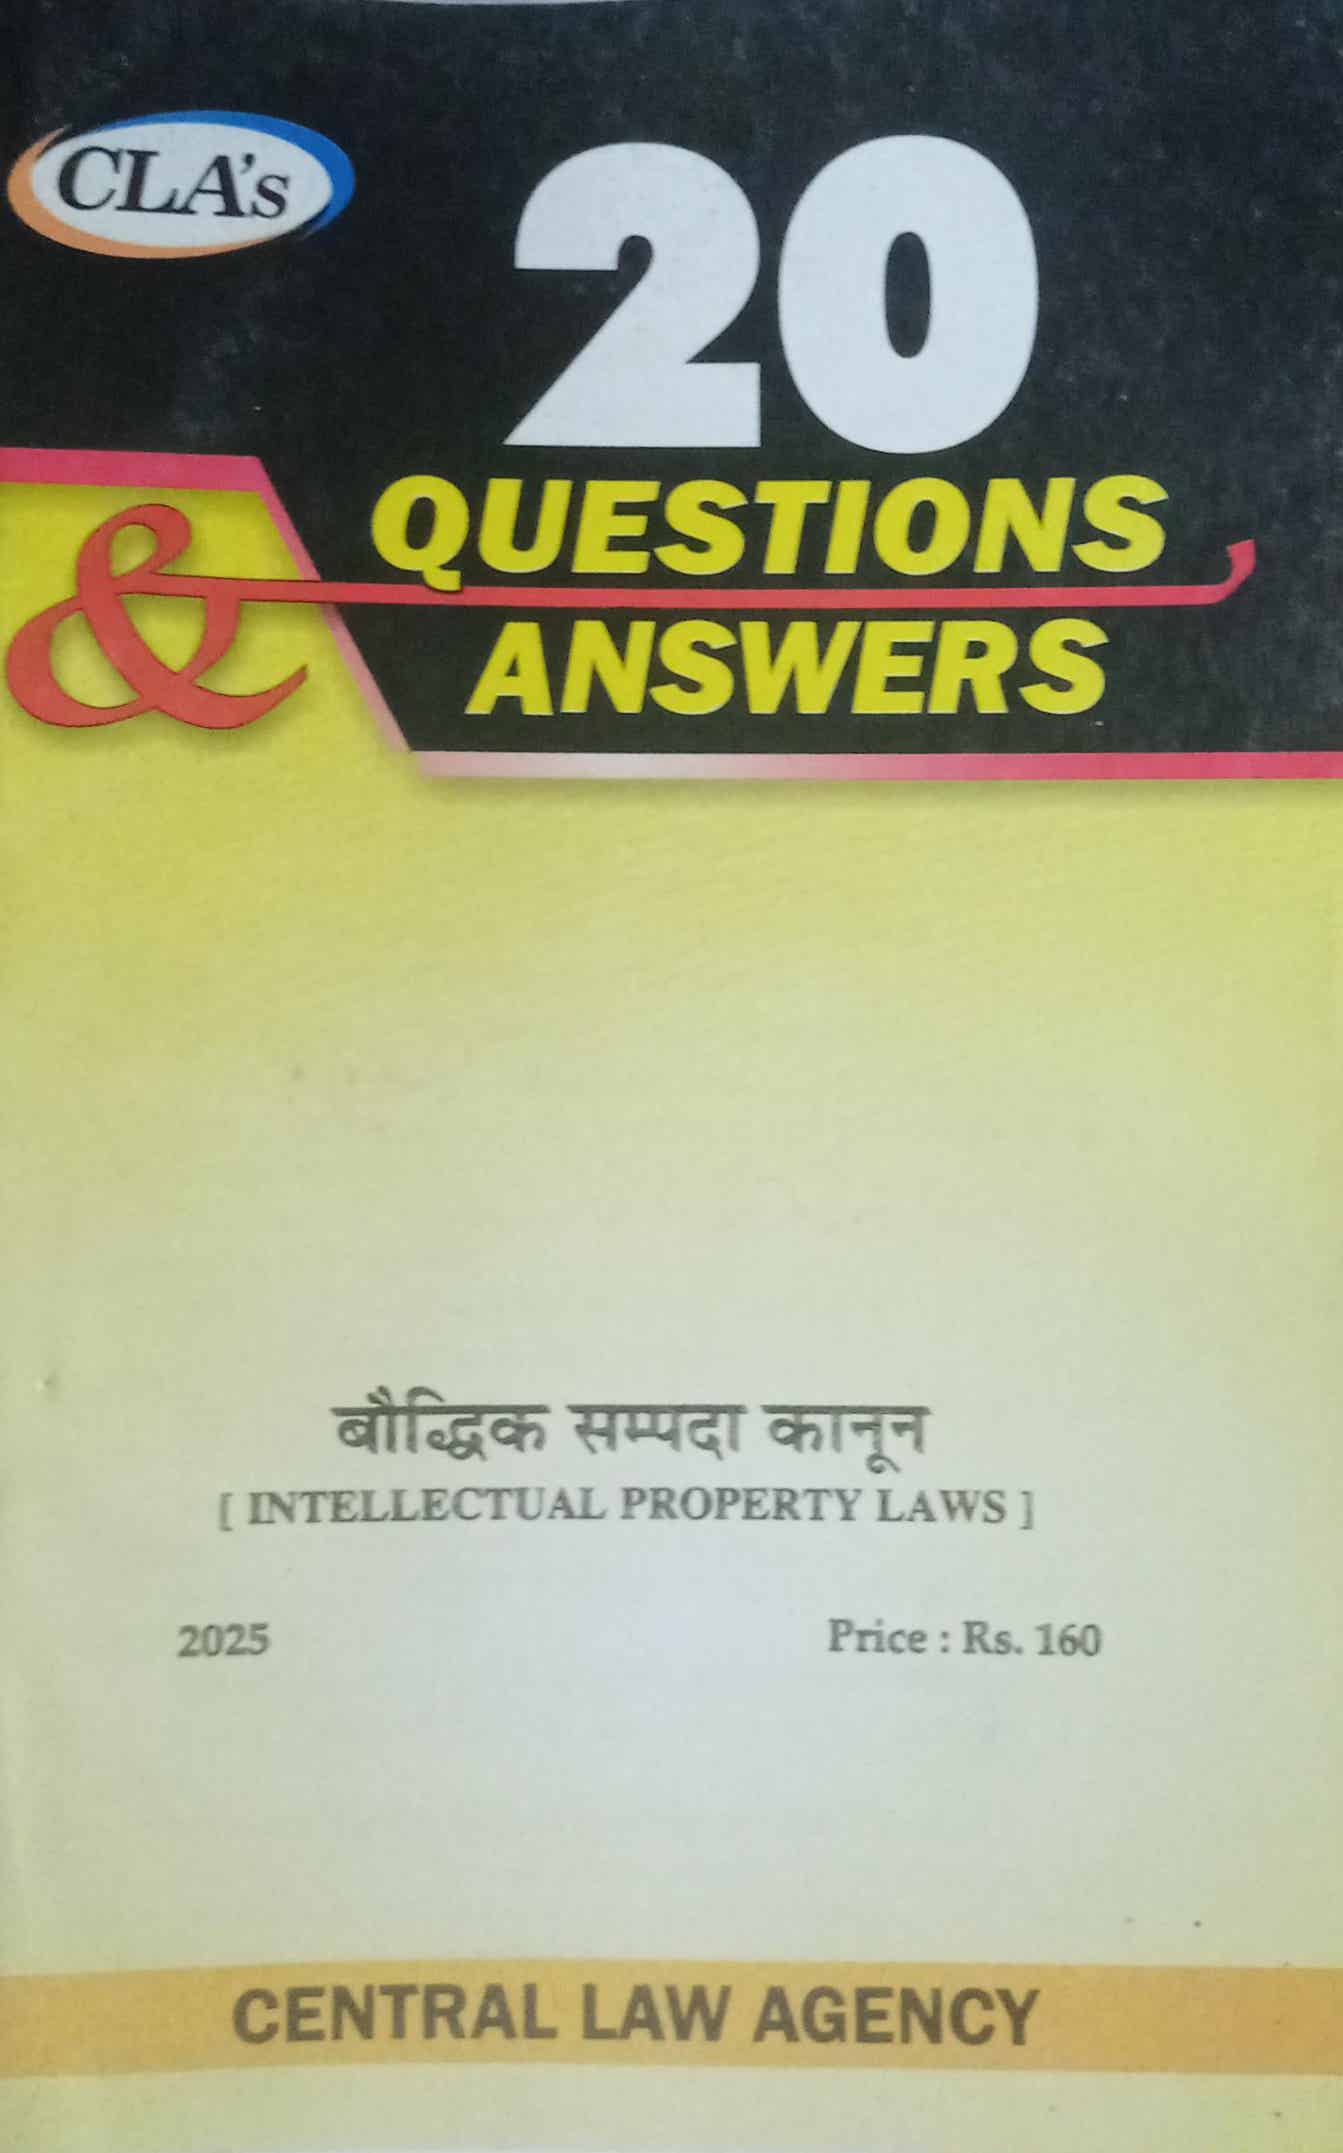 CLA's
20
QUESTIONS
&
ANSWERS
बौद्धिक सम्पदा कानून
[ INTELLECTUAL PROPERTY LAWS ]
2025 Price : Rs. 160
CENTRAL LAW AGENCY